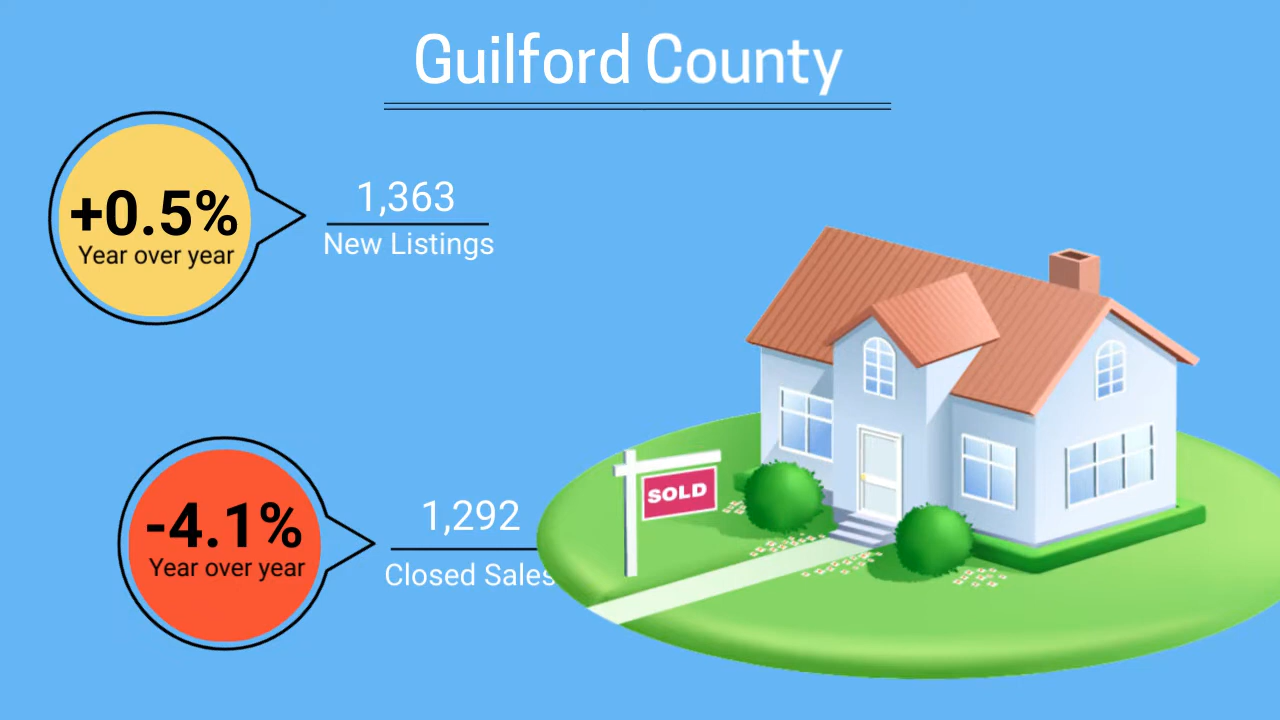 Guilford County
+0.5%
Year over year
1,363
New Listings
-4.1%
Year over year
1,292
Closed Sales
SOLD